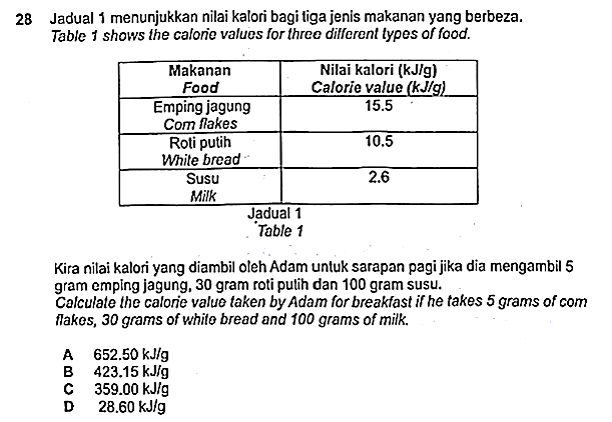 28 Jadual 1 menunjukkan nilai kalori bagi tiga jenis makanan yang berbeza.
Table 1 shows the calorie values for three different types of food.
Makanan Nilai kalori (kJ/g)
Food Calorie value (kJ/g)
Emping jagung 15.5
Corn flakes
Roti putih 10.5
White bread
Susu 2.6
Milk
Jadual 1
Table 1
Kira nilai kalori yang diambil oleh Adam untuk sarapan pagi jika dia mengambil 5
gram emping jagung, 30 gram roti putih dan 100 gram susu.
Calculate the calorie value taken by Adam for breakfast if he takes 5 grams of corn
flakes, 30 grams of white bread and 100 grams of milk.
A 652.50 kJ/g
B 423.15 kJ/g
C 359.00 kJ/g
D 28.60 kJ/g